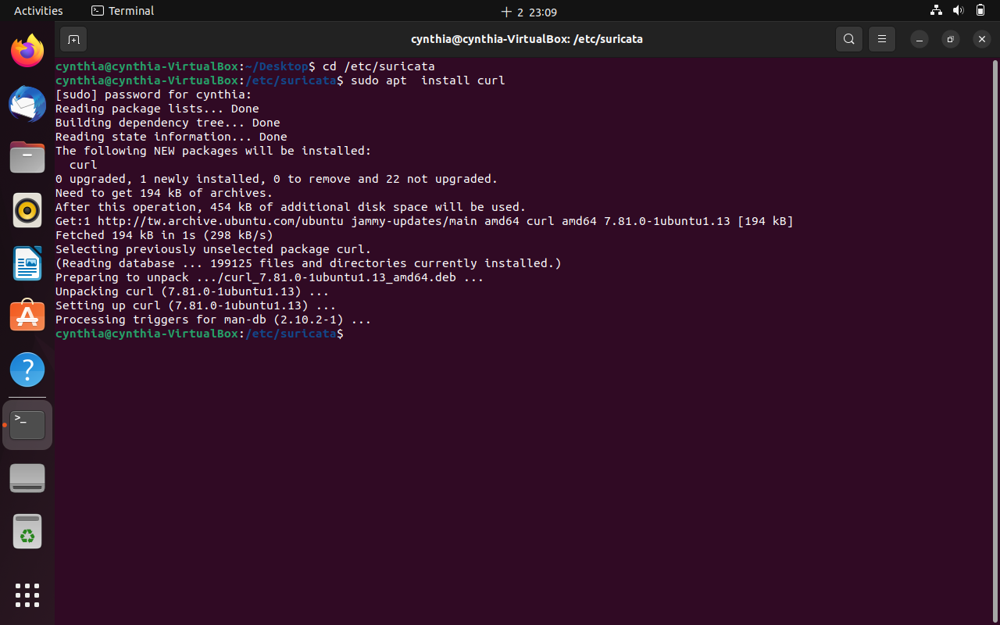 Activities
Terminal
十 2 23:09
cynthia@cynthia-VirtualBox: /etc/suricata
cynthia@cynthia-VirtualBox:~/Desktop$ cd /etc/suricata
cynthia@cynthia-VirtualBox:/etc/suricata$ sudo apt  install curl
[sudo] password for cynthia:
Reading package lists... Done
Building dependency tree... Done
Reading state information... Done
The following NEW packages will be installed:
  curl
0 upgraded, 1 newly installed, 0 to remove and 22 not upgraded.
Need to get 194 kB of archives.
After this operation, 454 kB of additional disk space will be used.
Get:1 http://tw.archive.ubuntu.com/ubuntu jammy-updates/main amd64 curl amd64 7.81.0-1ubuntu1.13 [194 kB]
Fetched 194 kB in 1s (298 kB/s)
Selecting previously unselected package curl.
(Reading database ... 199125 files and directories currently installed.)
Preparing to unpack .../curl_7.81.0-1ubuntu1.13_amd64.deb ...
Unpacking curl (7.81.0-1ubuntu1.13) ...
Setting up curl (7.81.0-1ubuntu1.13) ...
Processing triggers for man-db (2.10.2-1) ...
cynthia@cynthia-VirtualBox:/etc/suricata$